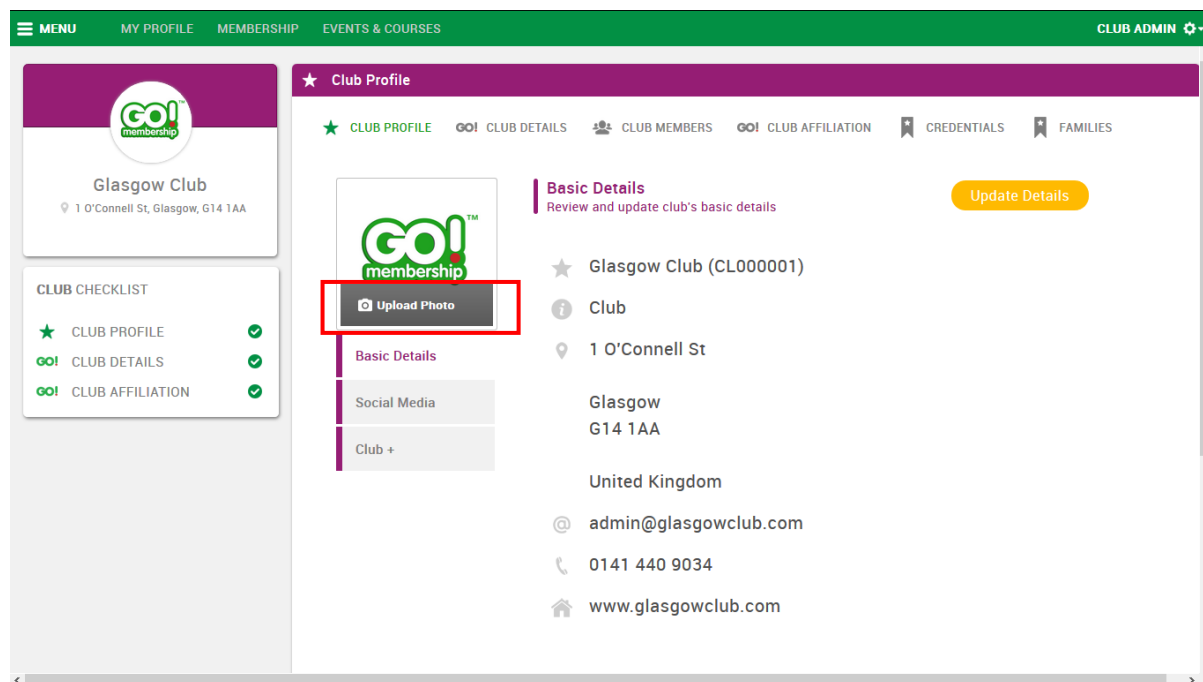 MENU MY PROFILE MEMBERSHIP EVENTS & COURSES CLUB ADMIN
GO!™
membership
Glasgow Club
1 O'Connell St, Glasgow, G14 1AA
CLUB CHECKLIST
CLUB PROFILE
GO! CLUB DETAILS
GO! CLUB AFFILIATION
Club Profile
CLUB PROFILE GO! CLUB DETAILS CLUB MEMBERS GO! CLUB AFFILIATION CREDENTIALS FAMILIES
GO!™
membership
Upload Photo
Basic Details
Social Media
Club +
Basic Details
Review and update club's basic details
Update Details
Glasgow Club (CL000001)
Club
1 O'Connell St
Glasgow
G14 1AA
United Kingdom
@ admin@glasgowclub.com
0141 440 9034
www.glasgowclub.com